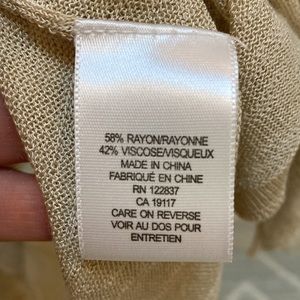 58% RAYON/RAYONNE
42% VISCOSE/VISQUEUX
MADE IN CHINA
FABRIQUÉ EN CHINE
RN 122837
CA 19117
CARE ON REVERSE
VOIR AU DOS POUR
ENTRETIEN